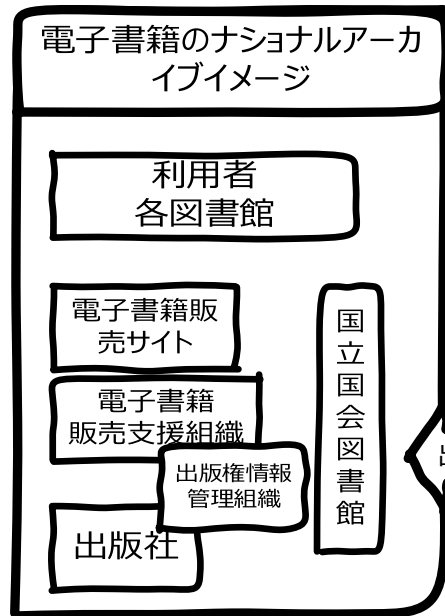 電子書籍のナショナルアーカ
イブイメージ
利用者
各図書館
電子書籍販
売サイト
電子書籍
販売支援組織
出版権情報
管理組織
出版社
国立国会図書館